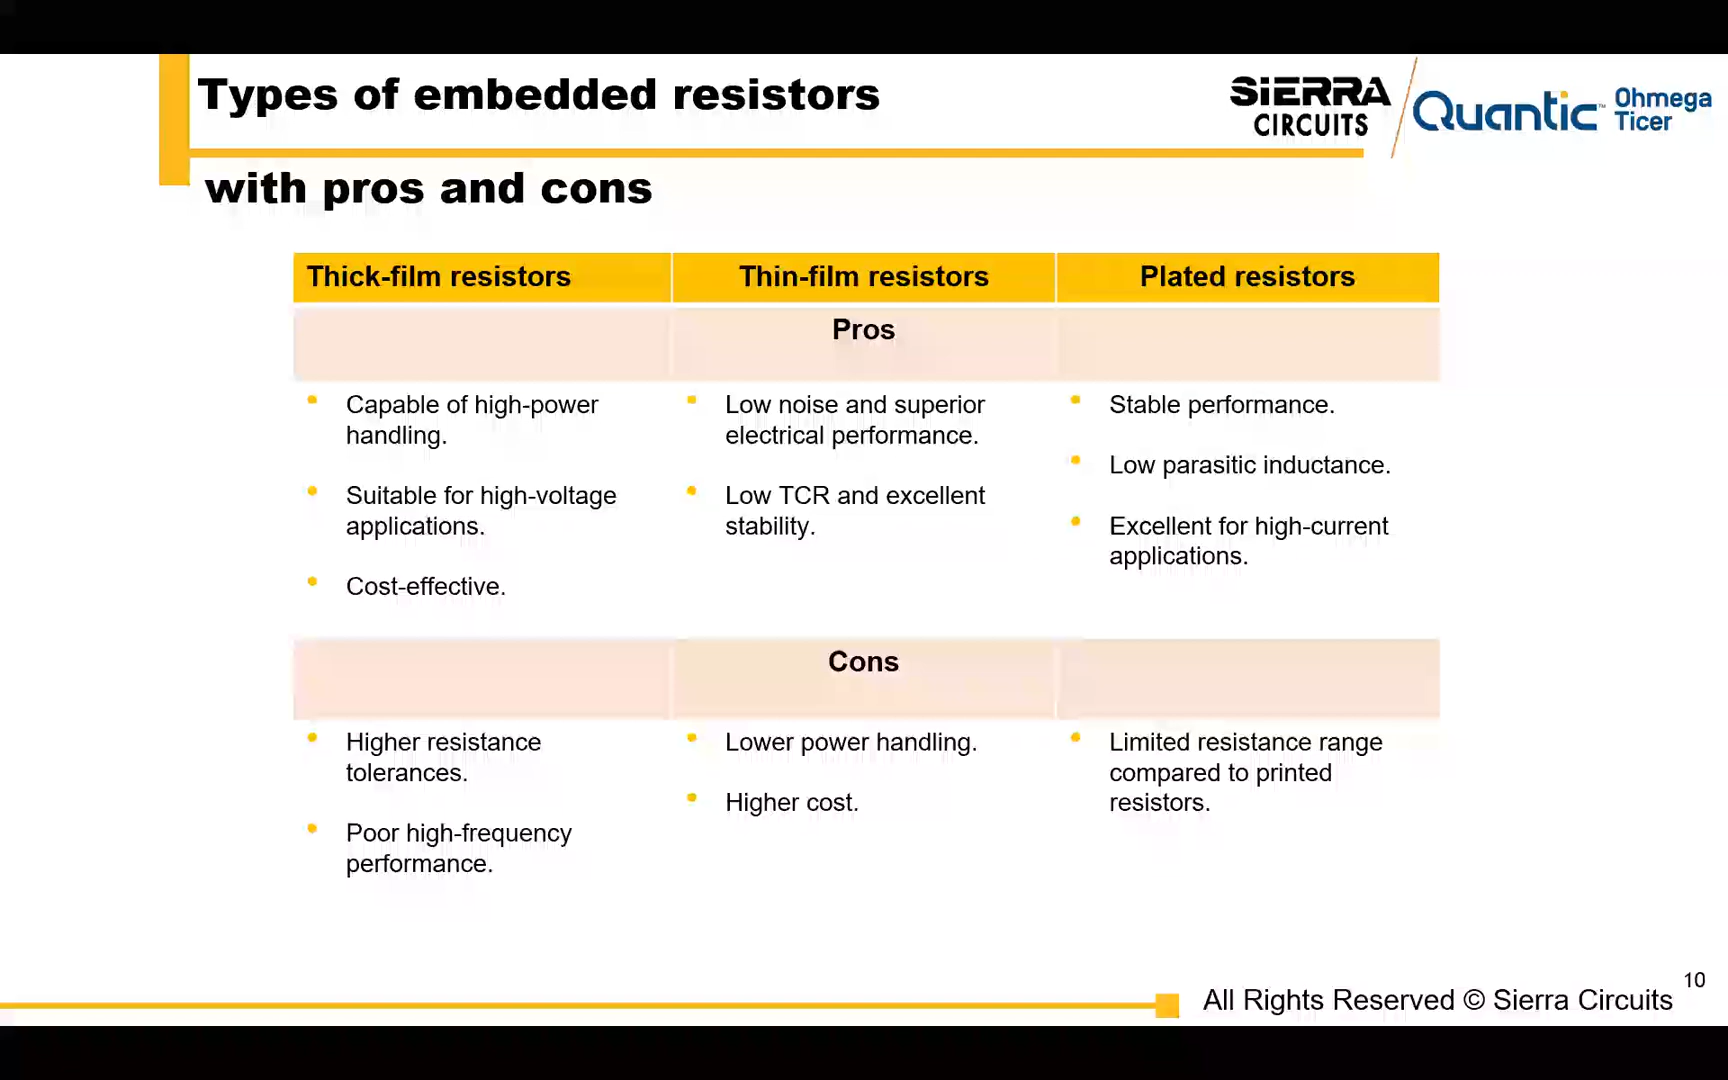 Types of embedded resistors
SIERRA
CIRCUITS
Quantic™
Ohmega
Ticer
with pros and cons
Thick-film resistors
Thin-film resistors
Plated resistors
Pros
• Capable of high-power
handling.
• Suitable for high-voltage
applications.
• Cost-effective.
• Low noise and superior
electrical performance.
• Low TCR and excellent
stability.
• Stable performance.
• Low parasitic inductance.
• Excellent for high-current
applications.
Cons
• Higher resistance
tolerances.
• Poor high-frequency
performance.
• Lower power handling.
• Higher cost.
• Limited resistance range
compared to printed
resistors.
10
All Rights Reserved © Sierra Circuits